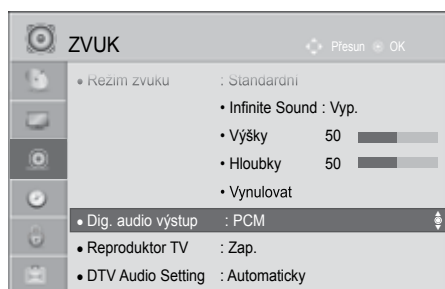 ZVUK Přesun OK
• Režim zvuku : Standardní
• Infinite Sound : Vyp.
• Výšky 50
• Hloubky 50
• Vynulovat
• Dig. audio výstup : PCM
• Reproduktor TV : Zap.
• DTV Audio Setting : Automaticky